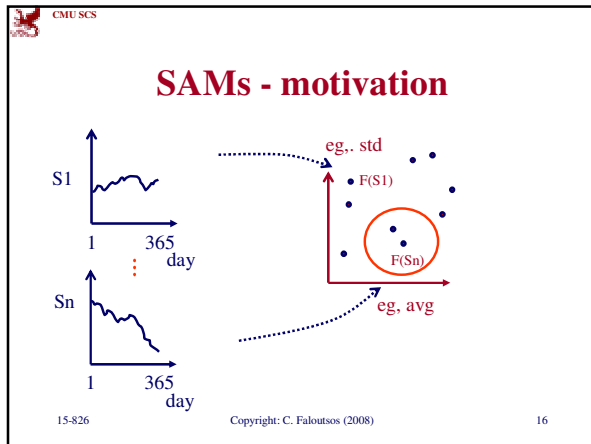 CMU SCS
SAMs - motivation
S1
1
365
day
Sn
1
365
day
eg,. std
F(S1)
F(Sn)
eg, avg
15-826
Copyright: C. Faloutsos (2008)
16